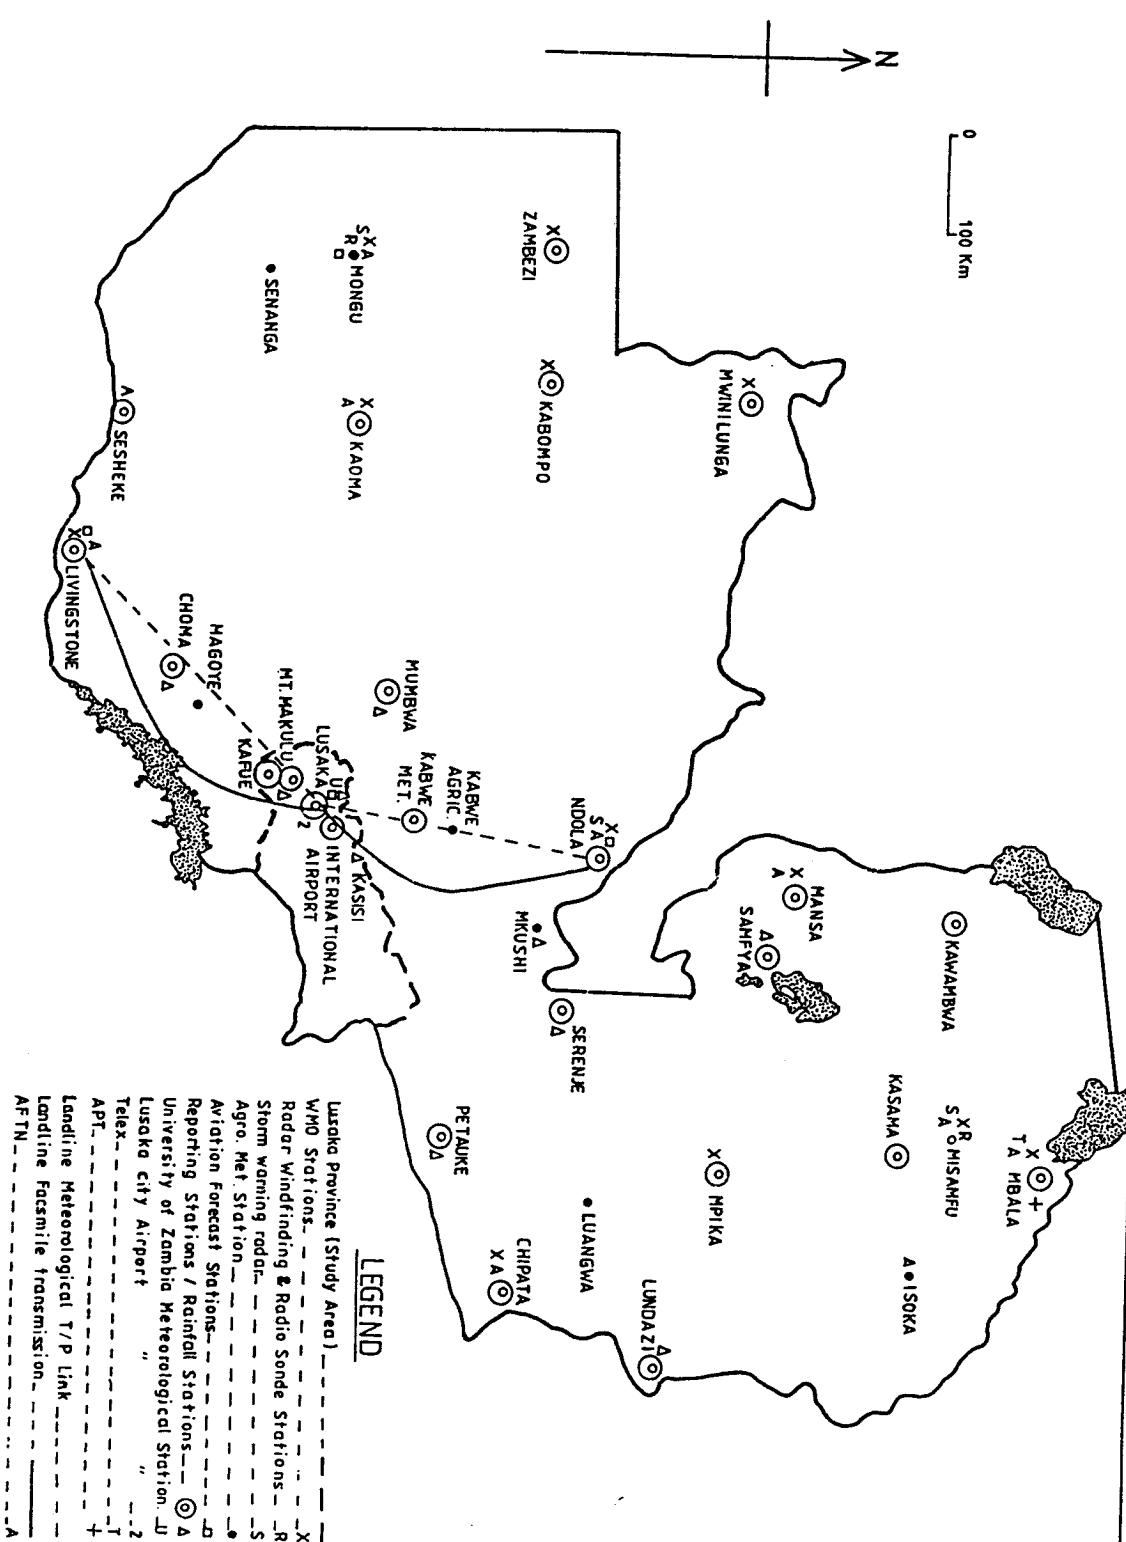 N
0 100 Km
MWINILUNGA
X
ZAMBEZI
X
KABOMPO
X
SXA
R
MONGU
SENANGA
X
A
KAOMA
A
SESHEKE
A
X
LIVINGSTONE
CHOMA
MAGOYE
MUMBWA
MT. MAKULU
KAFUE
LUSAKA
U
2
INTERNATIONAL
AIRPORT
KASISI
KABWE
MET.
KABWE
AGRIC.
X
S A
NDOLA
MKUSHI
SERENJE
X
A
MANSA
SAMFYA
KAWAMBWA
KASAMA
XR
S A
MISAMFU
X
T A
MBALA
+
A
ISOKA
X
MPIKA
LUANGWA
LUNDAZI
CHIPATA
X A
PETAUKE
LEGEND
Lusaka Province (Study Area)
WMO Stations X
Radar Windfinding & Radio Sonde Stations R
Storm warning radar S
Agro. Met. Station
Aviation Forecast Stations
Reporting Stations / Rainfall Stations
University of Zambia Meteorological Station. U
Lusaka city Airport " " 2
Telex T
APT. +
Landline Meteorological T/P Link
Landline Facsmile transmission.
AFTN A